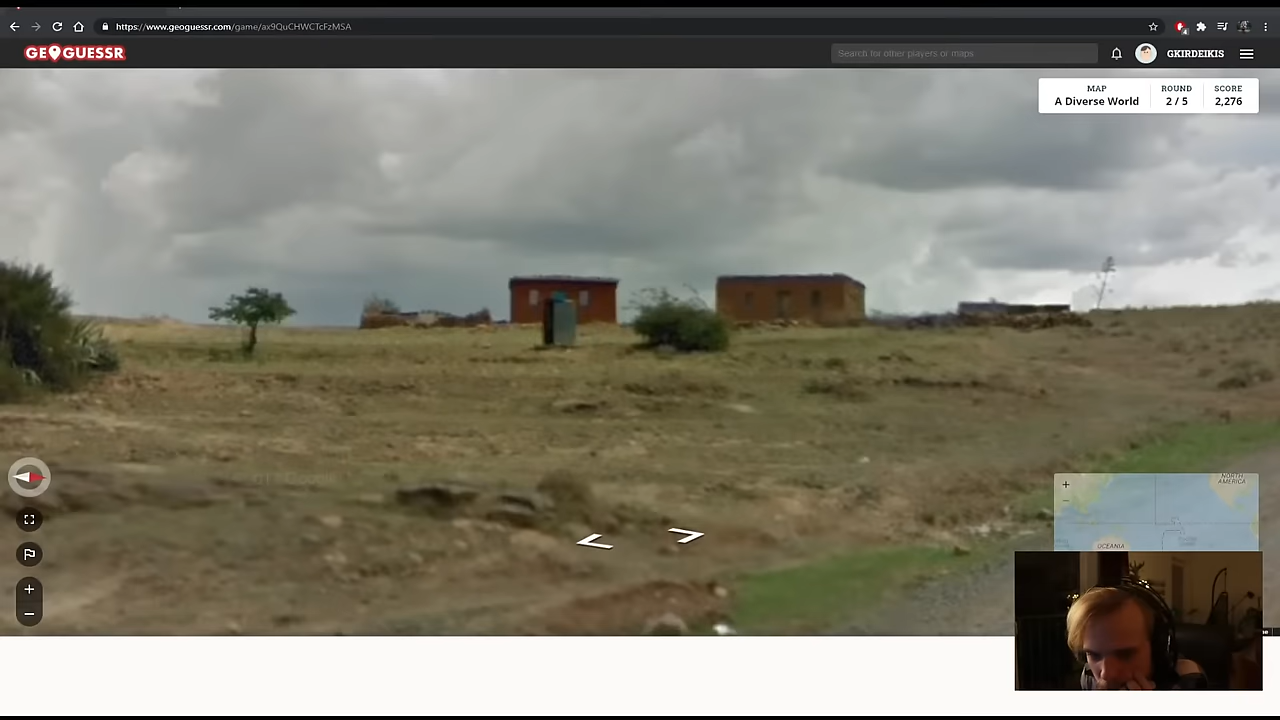 https://www.geoguessr.com/game/ax9QuCHWCTcFzMSA
GEOGUESSR
Search for other players or maps
GKIRDEIKIS
MAP
A Diverse World
ROUND
2 / 5
SCORE
2,276
NORTH
AMERICA
OCEANIA